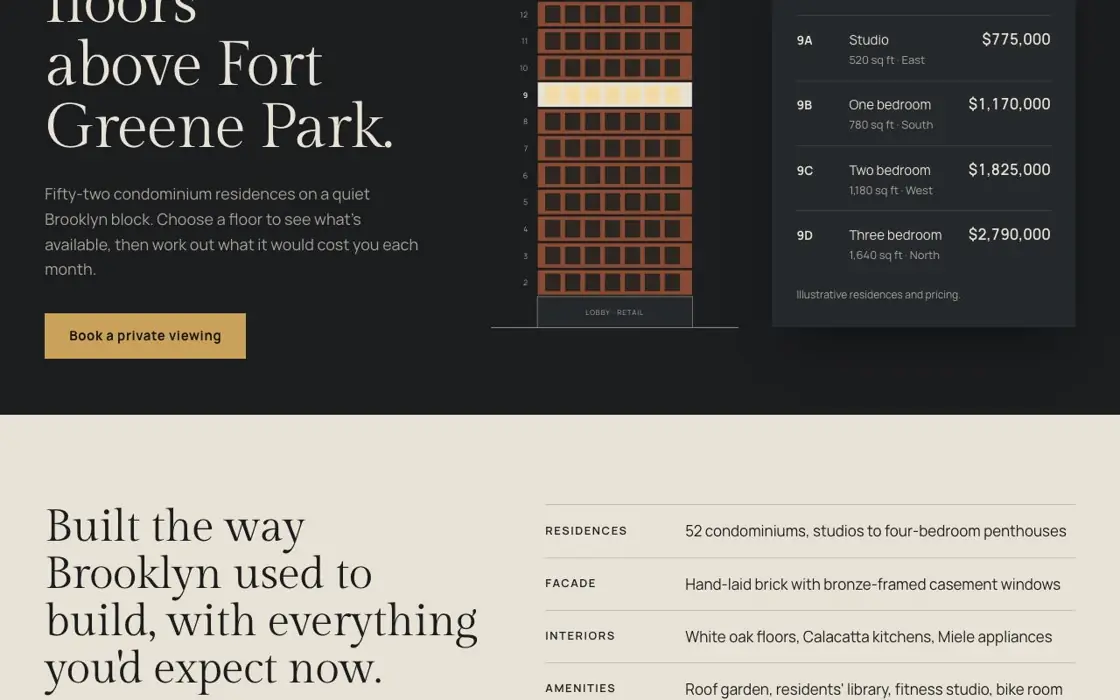 floors
above Fort
Greene Park.
Fifty-two condominium residences on a quiet
Brooklyn block. Choose a floor to see what's
available, then work out what it would cost you each
month.
Book a private viewing
12
11
10
9
8
7
6
5
4
3
2
LOBBY · RETAIL
9A Studio $775,000
520 sq ft · East
9B One bedroom $1,170,000
780 sq ft · South
9C Two bedroom $1,825,000
1,180 sq ft · West
9D Three bedroom $2,790,000
1,640 sq ft · North
Illustrative residences and pricing.
Built the way
Brooklyn used to
build, with everything
you'd expect now.
RESIDENCES 52 condominiums, studios to four-bedroom penthouses
FACADE Hand-laid brick with bronze-framed casement windows
INTERIORS White oak floors, Calacatta kitchens, Miele appliances
AMENITIES Roof garden, residents' library, fitness studio, bike room